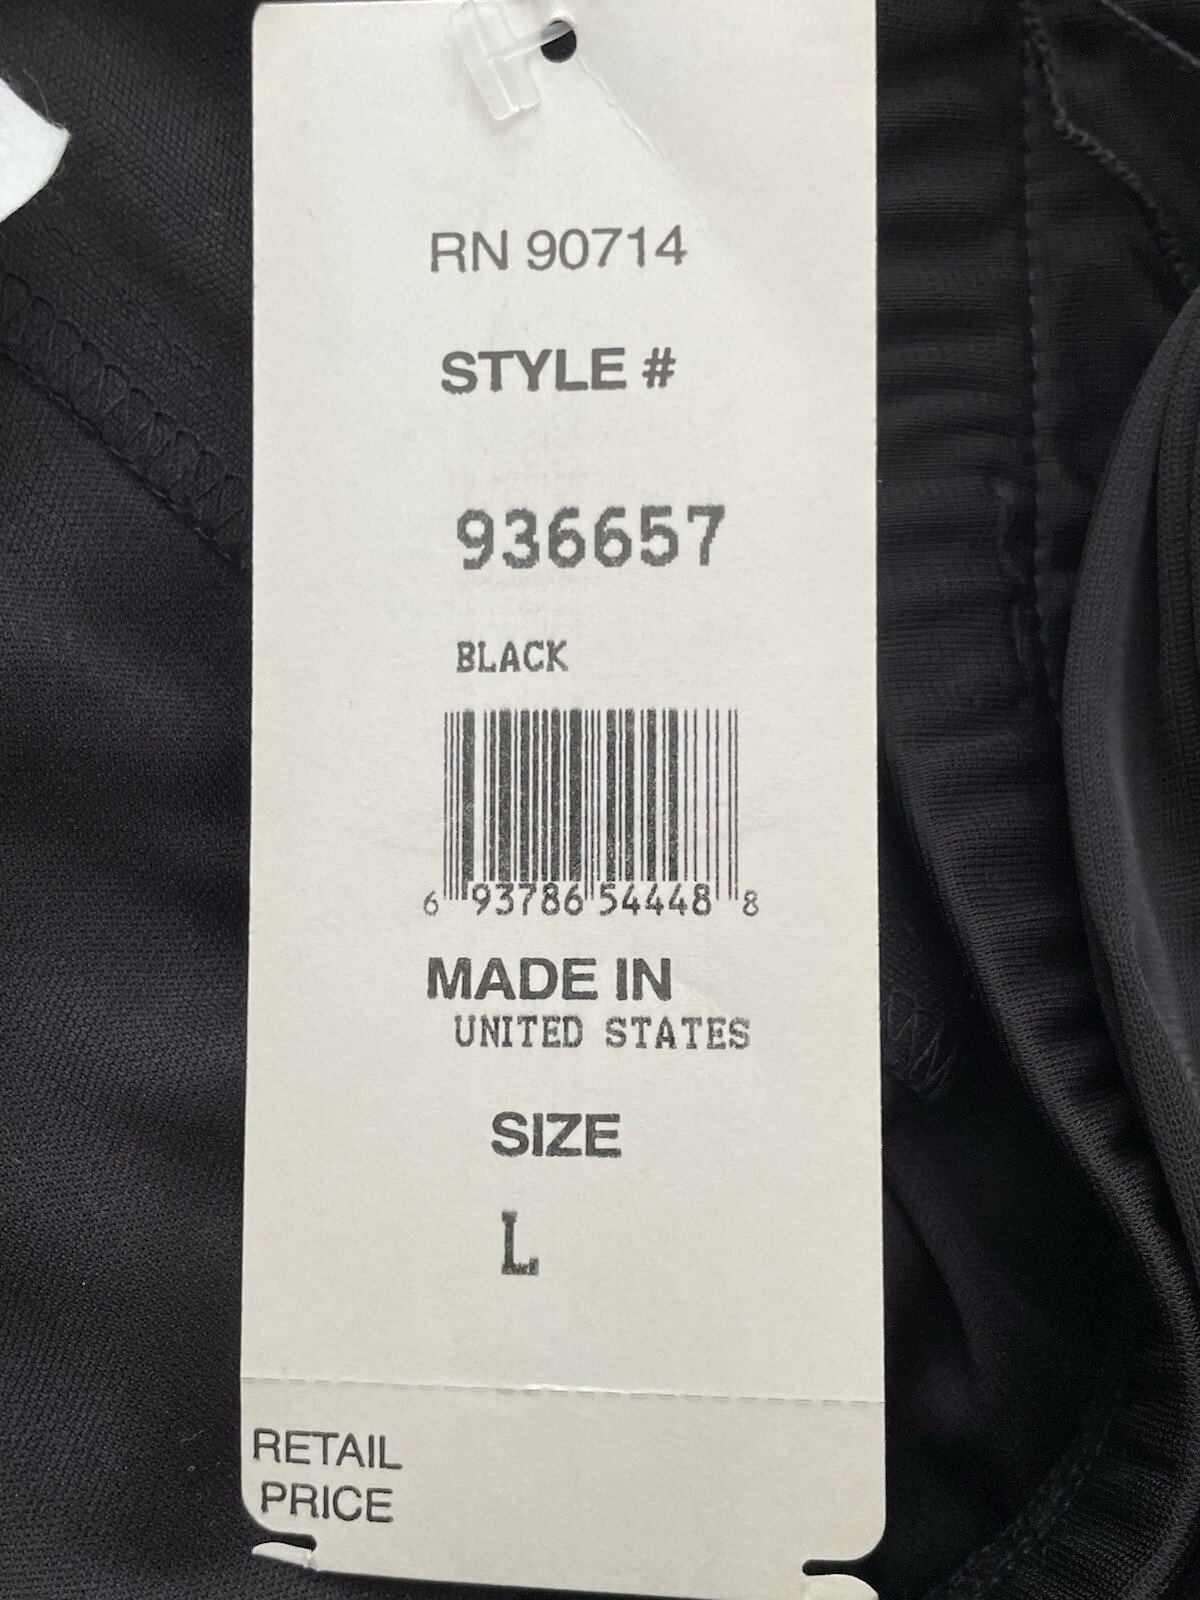 RN 90714
STYLE #
936657
BLACK
6 93786 54448 8
MADE IN
UNITED STATES
SIZE
L
RETAIL
PRICE